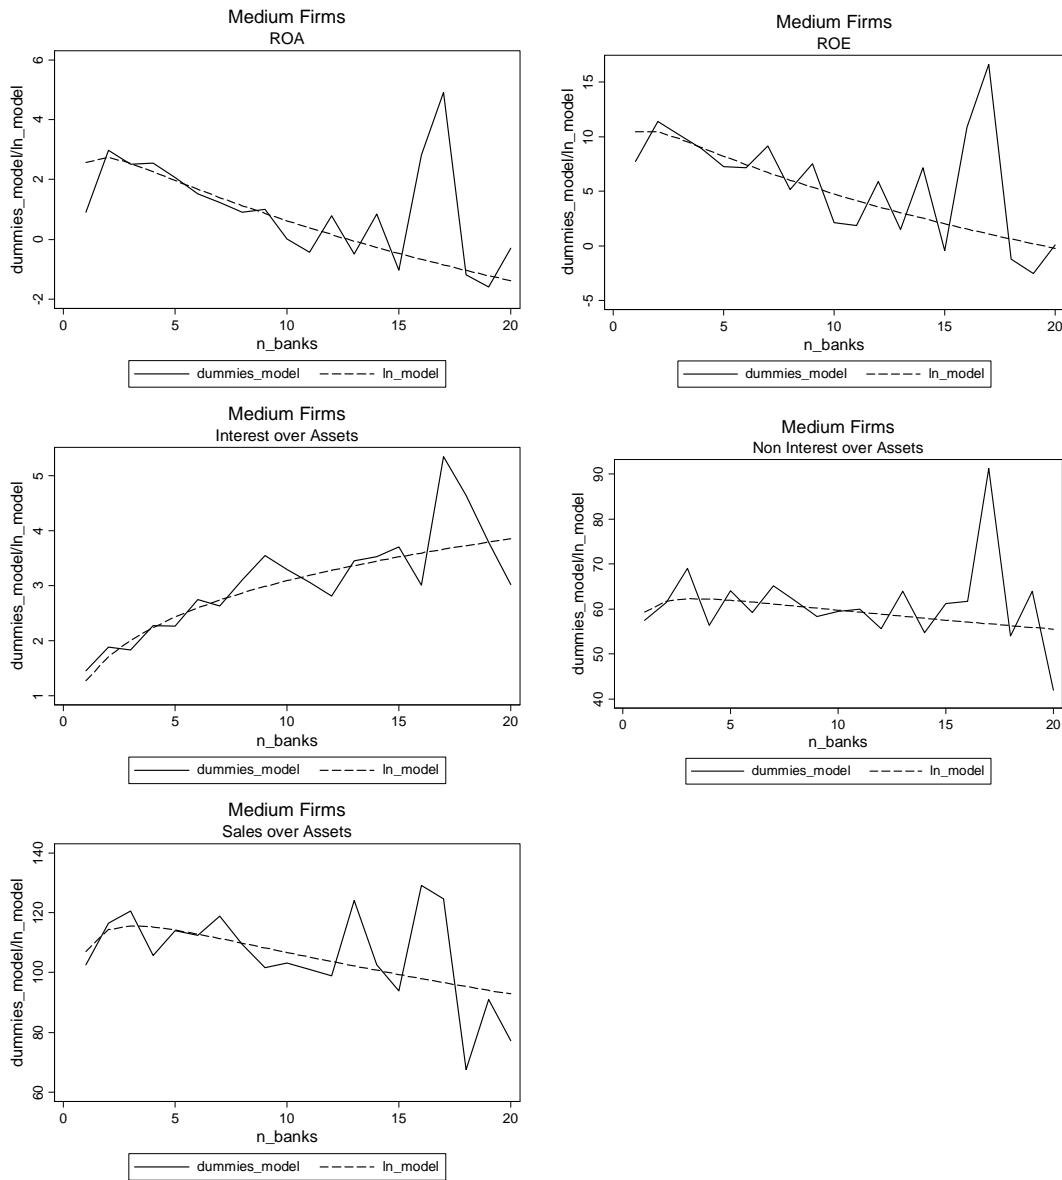 Medium Firms
ROA
dummies_model/ln_model
6
4
2
0
-2
0 5 10 15 20
n_banks
dummies_model ln_model
Medium Firms
ROE
dummies_model/ln_model
15
10
5
0
-5
0 5 10 15 20
n_banks
dummies_model ln_model
Medium Firms
Interest over Assets
dummies_model/ln_model
5
4
3
2
1
0 5 10 15 20
n_banks
dummies_model ln_model
Medium Firms
Non Interest over Assets
dummies_model/ln_model
90
80
70
60
50
40
0 5 10 15 20
n_banks
dummies_model ln_model
Medium Firms
Sales over Assets
dummies_model/ln_model
140
120
100
80
60
0 5 10 15 20
n_banks
dummies_model ln_model